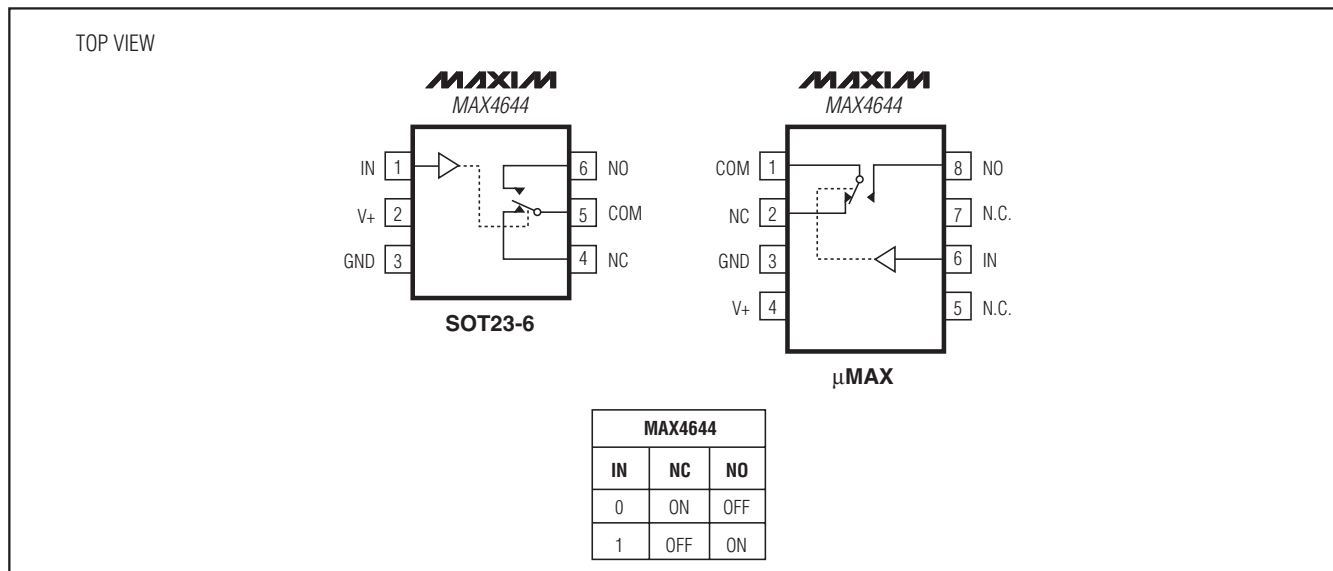 TOP VIEW
MAXIM
MAX4644
IN 1
V+ 2
GND 3
6 NO
5 COM
4 NC
SOT23-6
MAXIM
MAX4644
COM 1
NC 2
GND 3
V+ 4
8 NO
7 N.C.
6 IN
5 N.C.
µMAX
MAX4644
IN NC NO
0 ON OFF
1 OFF ON